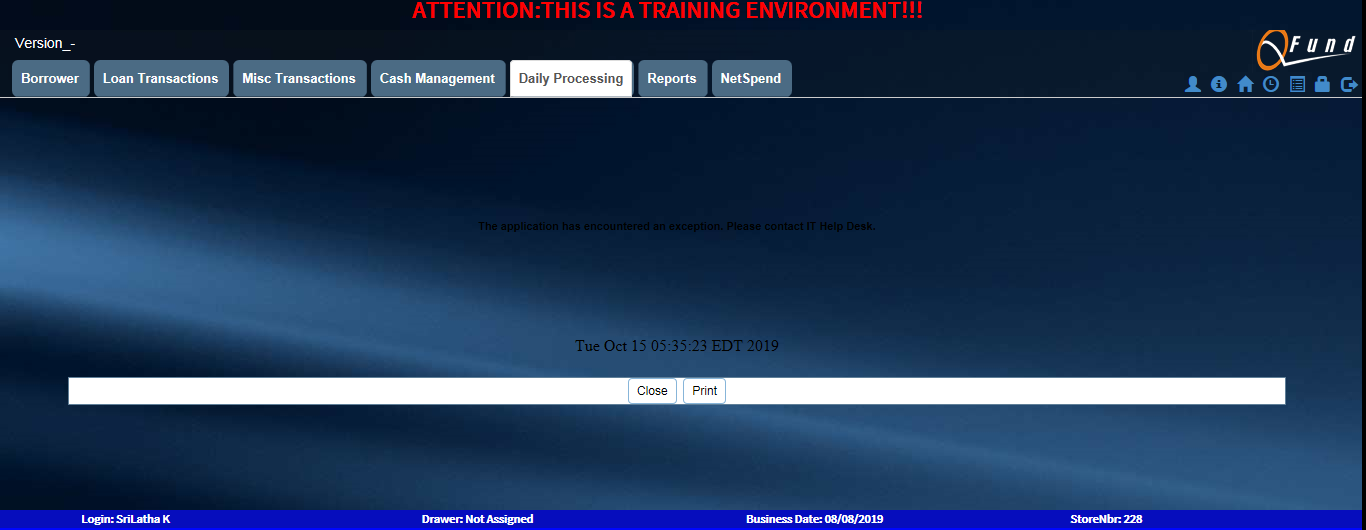 ATTENTION:THIS IS A TRAINING ENVIRONMENT!!!
Version_-
Fund
Borrower Loan Transactions Misc Transactions Cash Management Daily Processing Reports NetSpend
The application has encountered an exception. Please contact IT Help Desk.
Tue Oct 15 05:35:23 EDT 2019
Close Print
Login: SriLatha K Drawer: Not Assigned Business Date: 08/08/2019 StoreNbr: 228